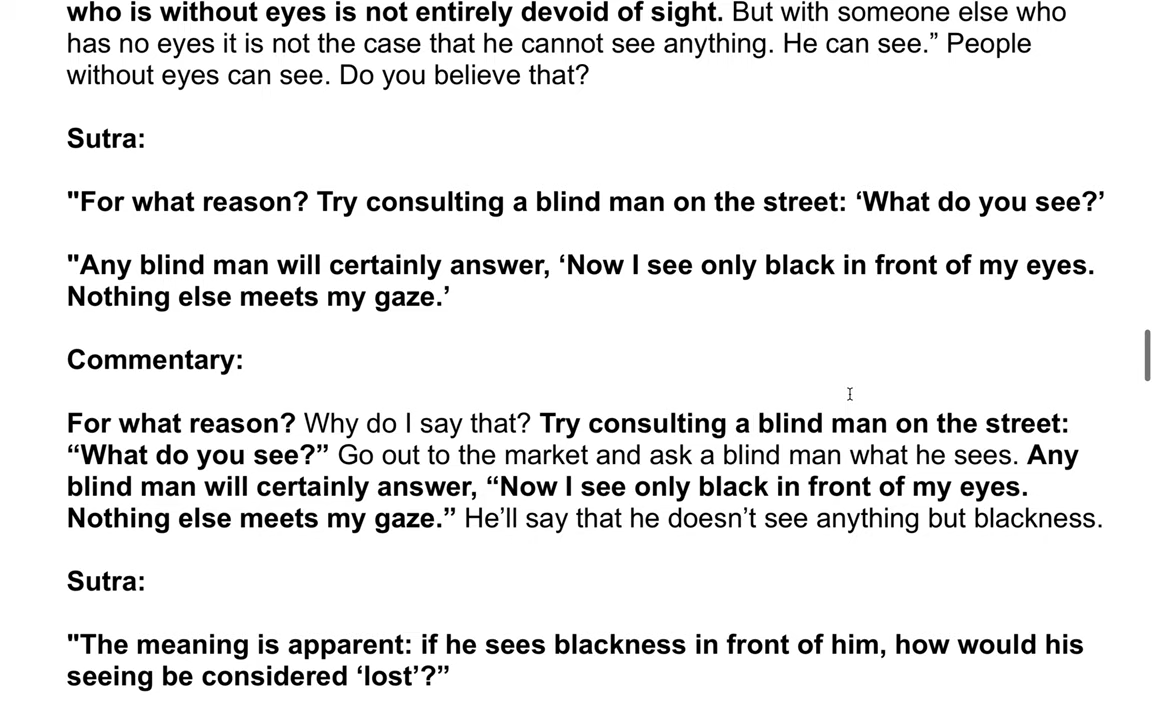 who is without eyes is not entirely devoid of sight. But with someone else who
has no eyes it is not the case that he cannot see anything. He can see.” People
without eyes can see. Do you believe that?
Sutra:
"For what reason? Try consulting a blind man on the street: ‘What do you see?’
"Any blind man will certainly answer, ‘Now I see only black in front of my eyes.
Nothing else meets my gaze.’
Commentary:
For what reason? Why do I say that? Try consulting a blind man on the street:
“What do you see?” Go out to the market and ask a blind man what he sees. Any
blind man will certainly answer, “Now I see only black in front of my eyes.
Nothing else meets my gaze.” He’ll say that he doesn’t see anything but blackness.
Sutra:
"The meaning is apparent: if he sees blackness in front of him, how would his
seeing be considered ‘lost’?”